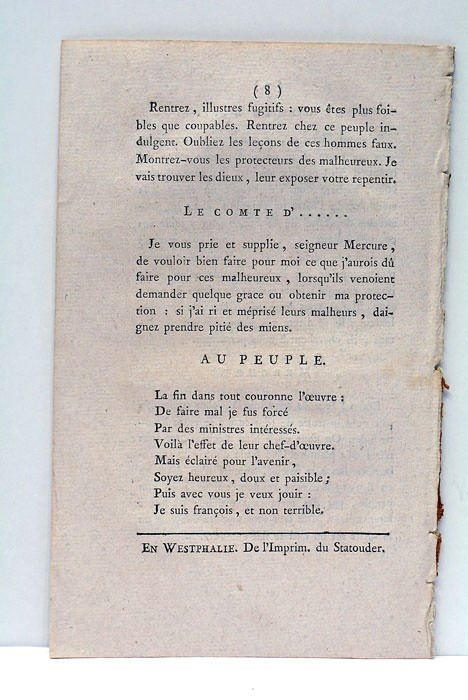 ( 8 )
Rentrez, illustres fugitifs : vous êtes plus foi-
bles que coupables. Rentrez chez ce peuple in-
dulgent. Oubliez les leçons de ces hommes faux.
Montrez-vous les protecteurs des malheureux. Je
vais trouver les dieux, leur exposer votre repentir.
LE COMTE D'......
Je vous prie et supplie, seigneur Mercure,
de vouloir bien faire pour moi ce que j'aurois dû
faire pour ces malheureux, lorsqu'ils venoient
demander quelque grace ou obtenir ma protec-
tion : si j'ai ri et méprisé leurs malheurs, dai-
gnez prendre pitié des miens.
AU PEUPLE.
La fin dans tout couronne l'œuvre :
De faire mal je fus forcé
Par des ministres intéressés.
Voilà l'effet de leur chef-d'œuvre.
Mais éclairé pour l'avenir,
Soyez heureux, doux et paisible;
Puis avec vous je veux jouir :
Je suis françois, et non terrible.
EN WESTPHALIE. De l'Imprim. du Statouder.